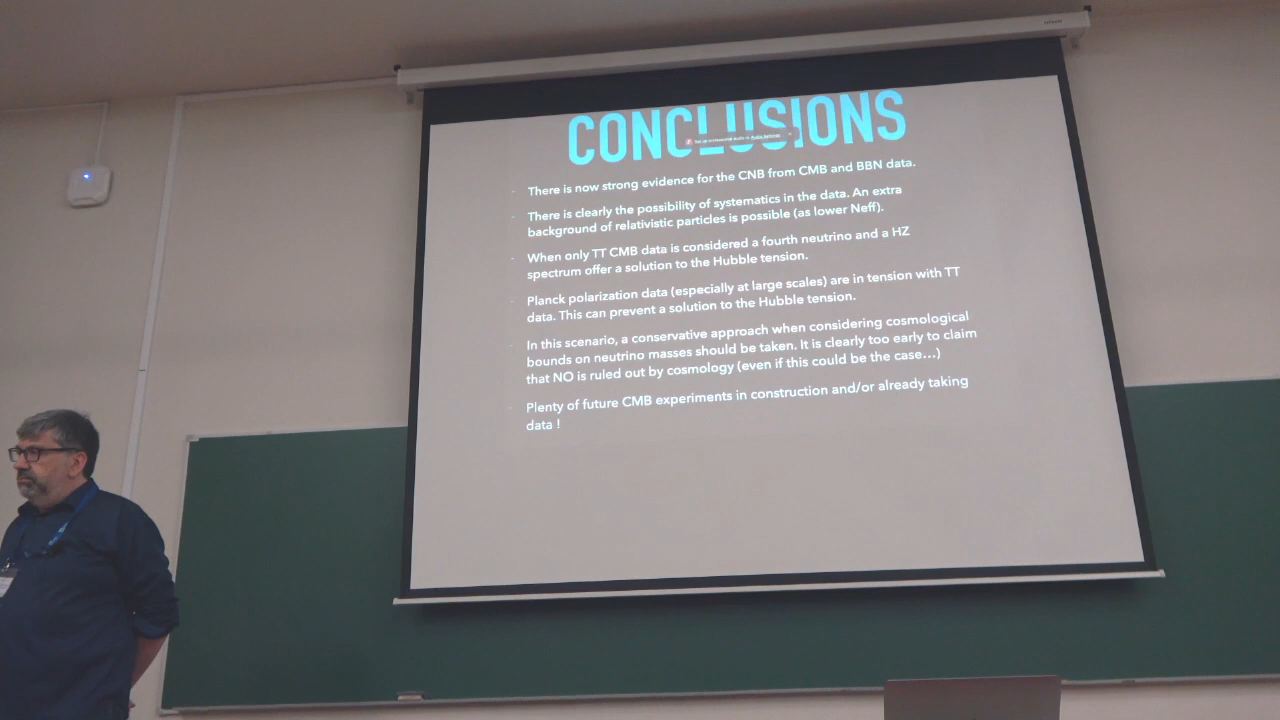 CONCLUSIONS
There is now strong evidence for the CNB from CMB and BBN data.
There is clearly the possibility of systematics in the data. An extra
background of relativistic particles is possible (as lower Neff).
When only TT CMB data is considered a fourth neutrino and a HZ
spectrum offer a solution to the Hubble tension.
Planck polarization data (especially at large scales) are in tension with TT
data. This can prevent a solution to the Hubble tension.
In this scenario, a conservative approach when considering cosmological
bounds on neutrino masses should be taken. It is clearly too early to claim
that NO is ruled out by cosmology (even if this could be the case...)
Plenty of future CMB experiments in construction and/or already taking
data !